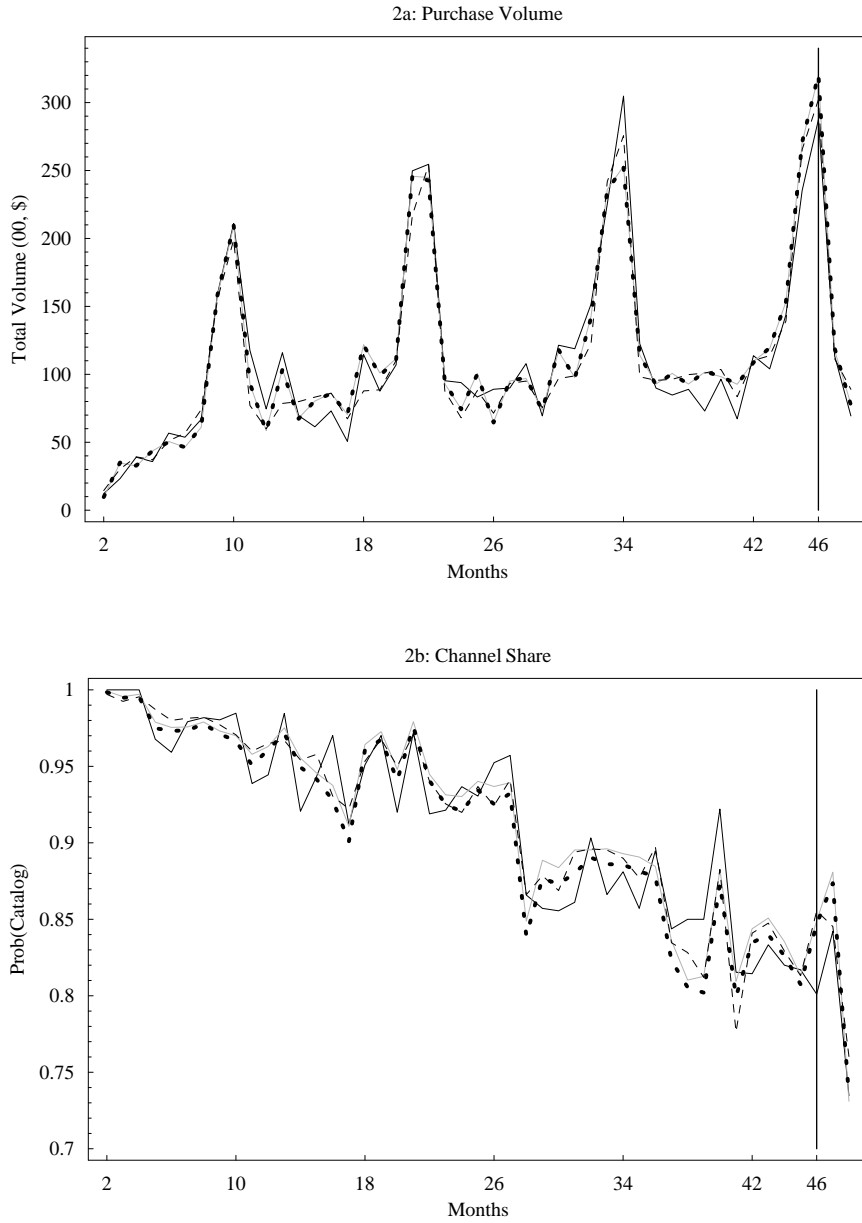 2a: Purchase Volume
300
250
200
150
100
50
0
Total Volume (00, $)
2 10 18 26 34 42 46
Months
2b: Channel Share
1
0.95
0.9
0.85
0.8
0.75
0.7
Prob(Catalog)
2 10 18 26 34 42 46
Months